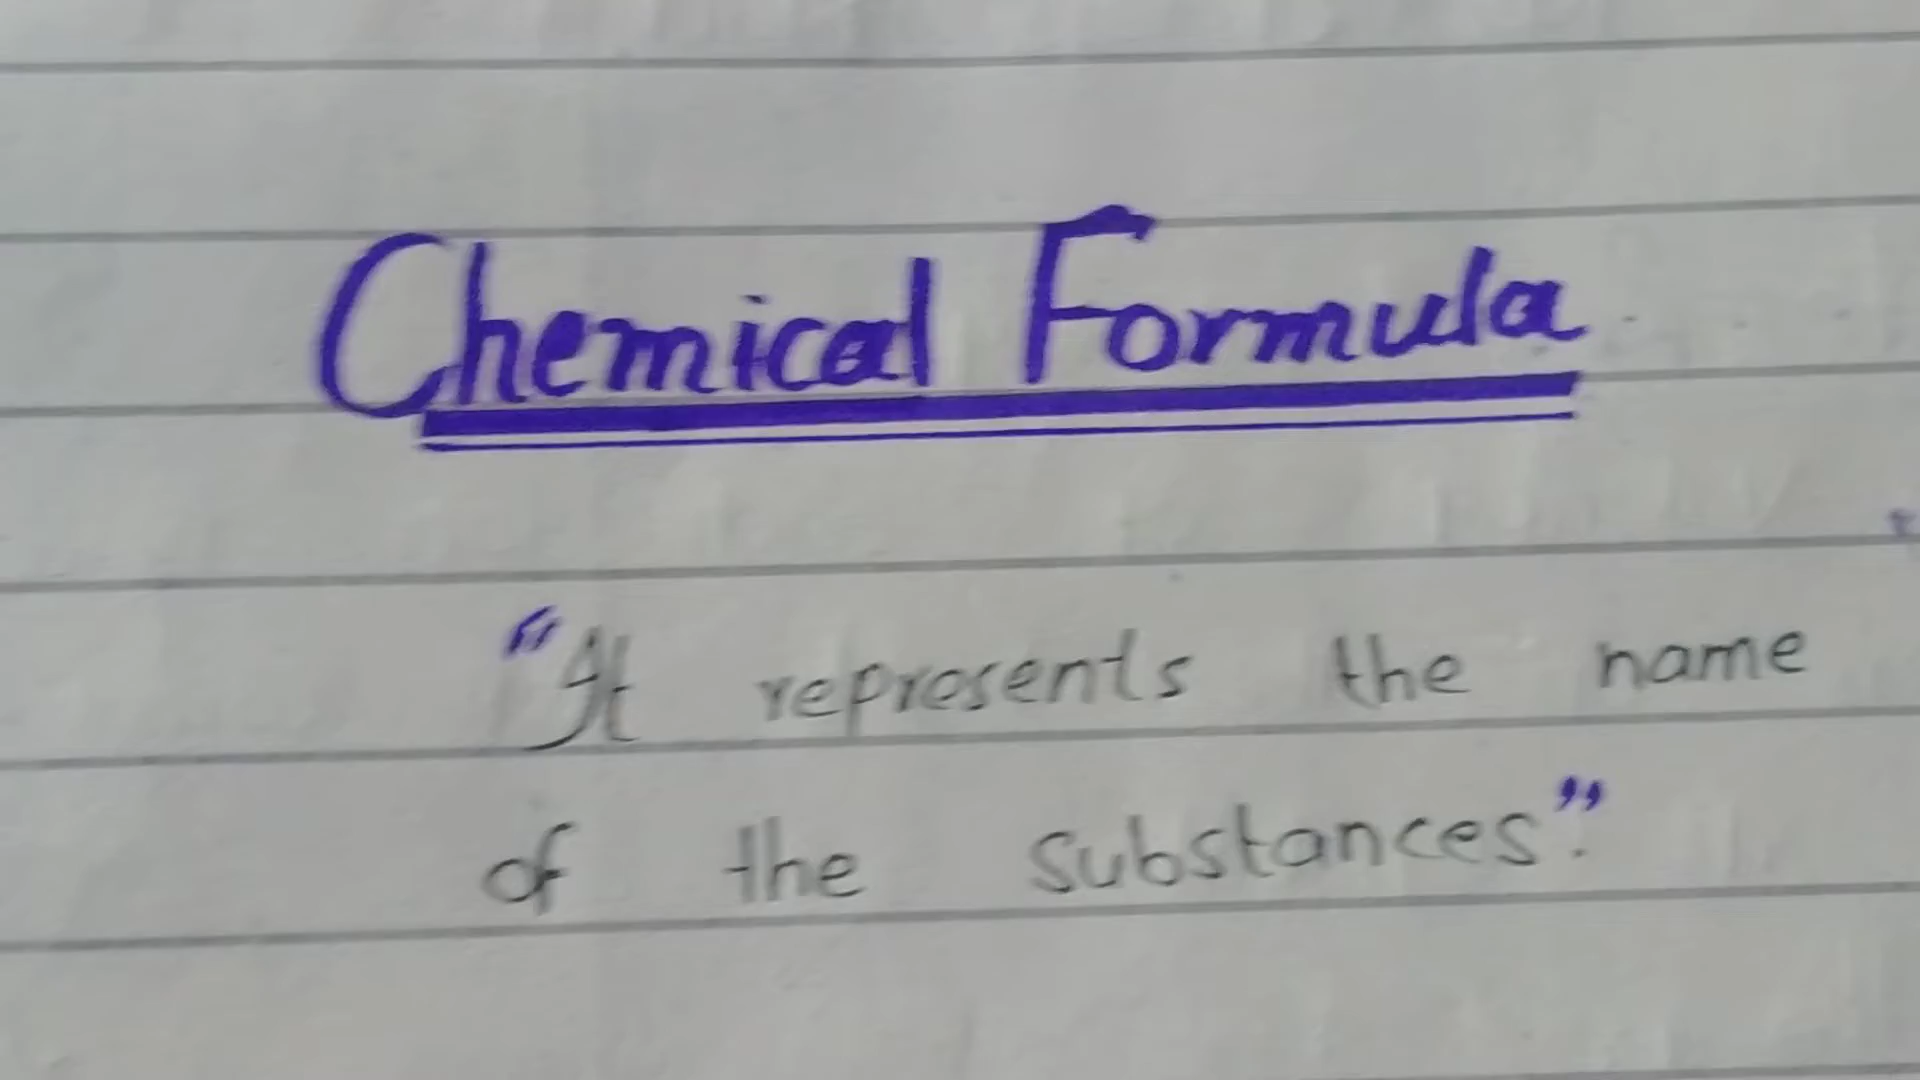 Chemical Formula
"It represents the name
of the substances".